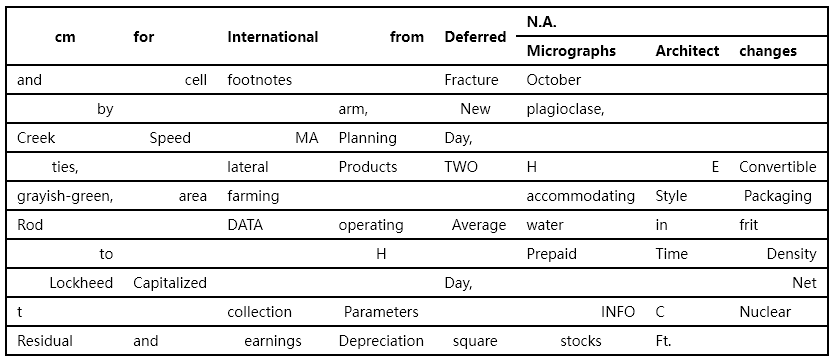 N.A.
cm for International from Deferred
Micrographs Architect changes
and cell footnotes Fracture October
by arm, New plagioclase,
Creek Speed MA Planning Day,
ties, lateral Products TWO H E Convertible
grayish-green, area farming accommodating Style Packaging
Rod DATA operating Average water in frit
to H Prepaid Time Density
Lockheed Capitalized Day, Net
t collection Parameters INFO C Nuclear
Residual and earnings Depreciation square stocks Ft.